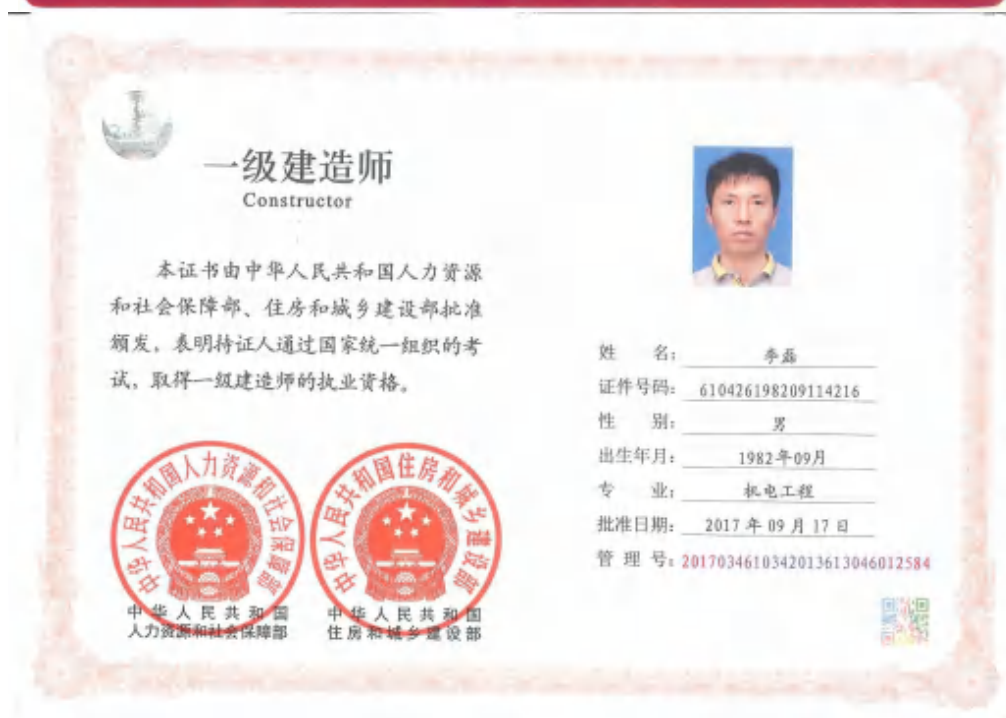 一级建造师
Constructor
本证书由中华人民共和国人力资源
和社会保障部、住房和城乡建设部批准
颁发，表明持证人通过国家统一组织的考
试，取得一级建造师的执业资格。
中华人民共和国人力资源和社会保障部
中华人民共和国
人力资源和社会保障部
中华人民共和国住房和城乡建设部
中华人民共和国
住房和城乡建设部
姓 名： 李磊
证件号码： 610426198209114216
性 别： 男
出生年月： 1982年09月
专 业： 机电工程
批准日期： 2017年09月17日
管 理 号：2017034610342013613046012584